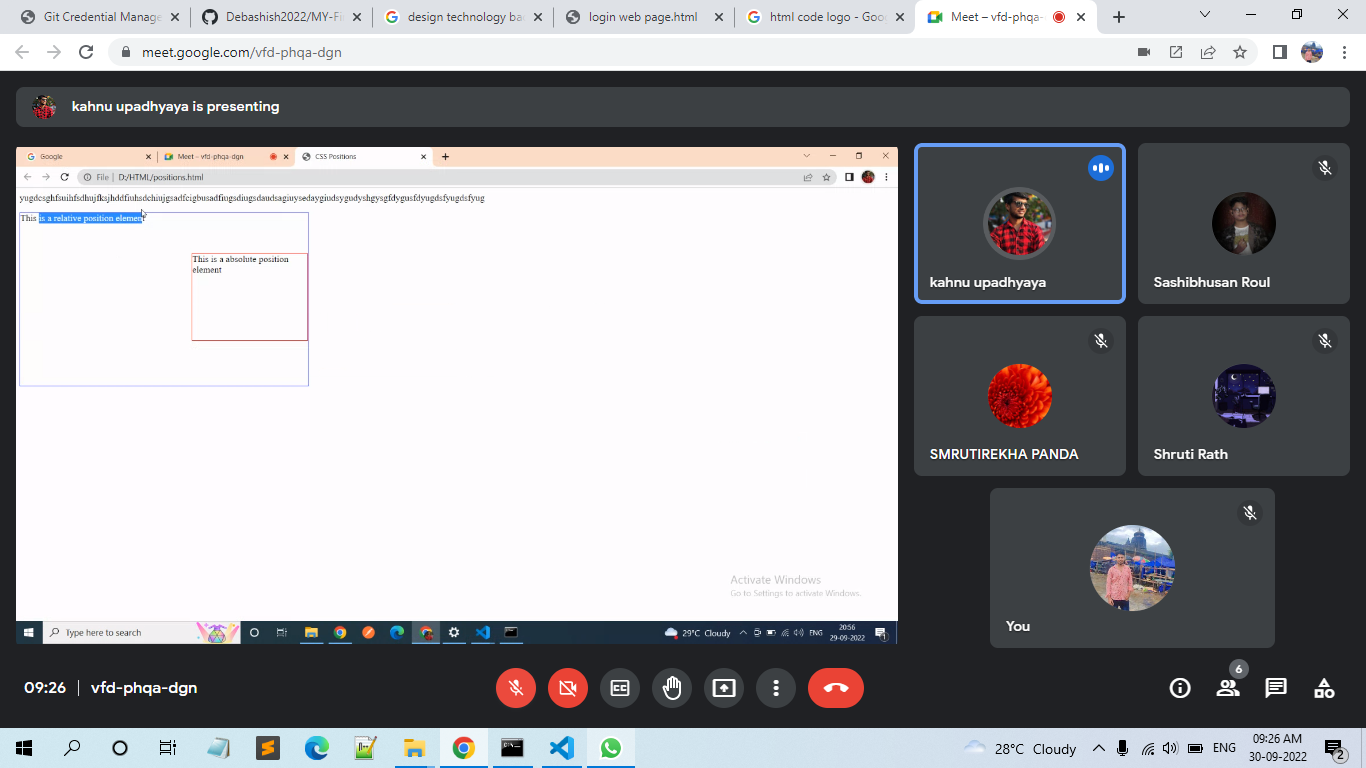 Git Credential Manage
Debashish2022/MY-Fi
design technology ba
login web page.html
html code logo - Goo
Meet – vfd-phqa-
meet.google.com/vfd-phqa-dgn
kahnu upadhyaya is presenting
Google
Meet – vfd-phqa-dgn
CSS Positions
File | D:/HTML/positions.html
This is a relative position element
This is a absolute position
element
Activate Windows
Go to Settings to activate Windows.
Type here to search
29°C Cloudy
ENG
20:56
29-09-2022
1
kahnu upadhyaya
Sashibhusan Roul
SMRUTIREKHA PANDA
Shruti Rath
You
09:26 | vfd-phqa-dgn
6
28°C Cloudy
ENG
09:26 AM
30-09-2022
2